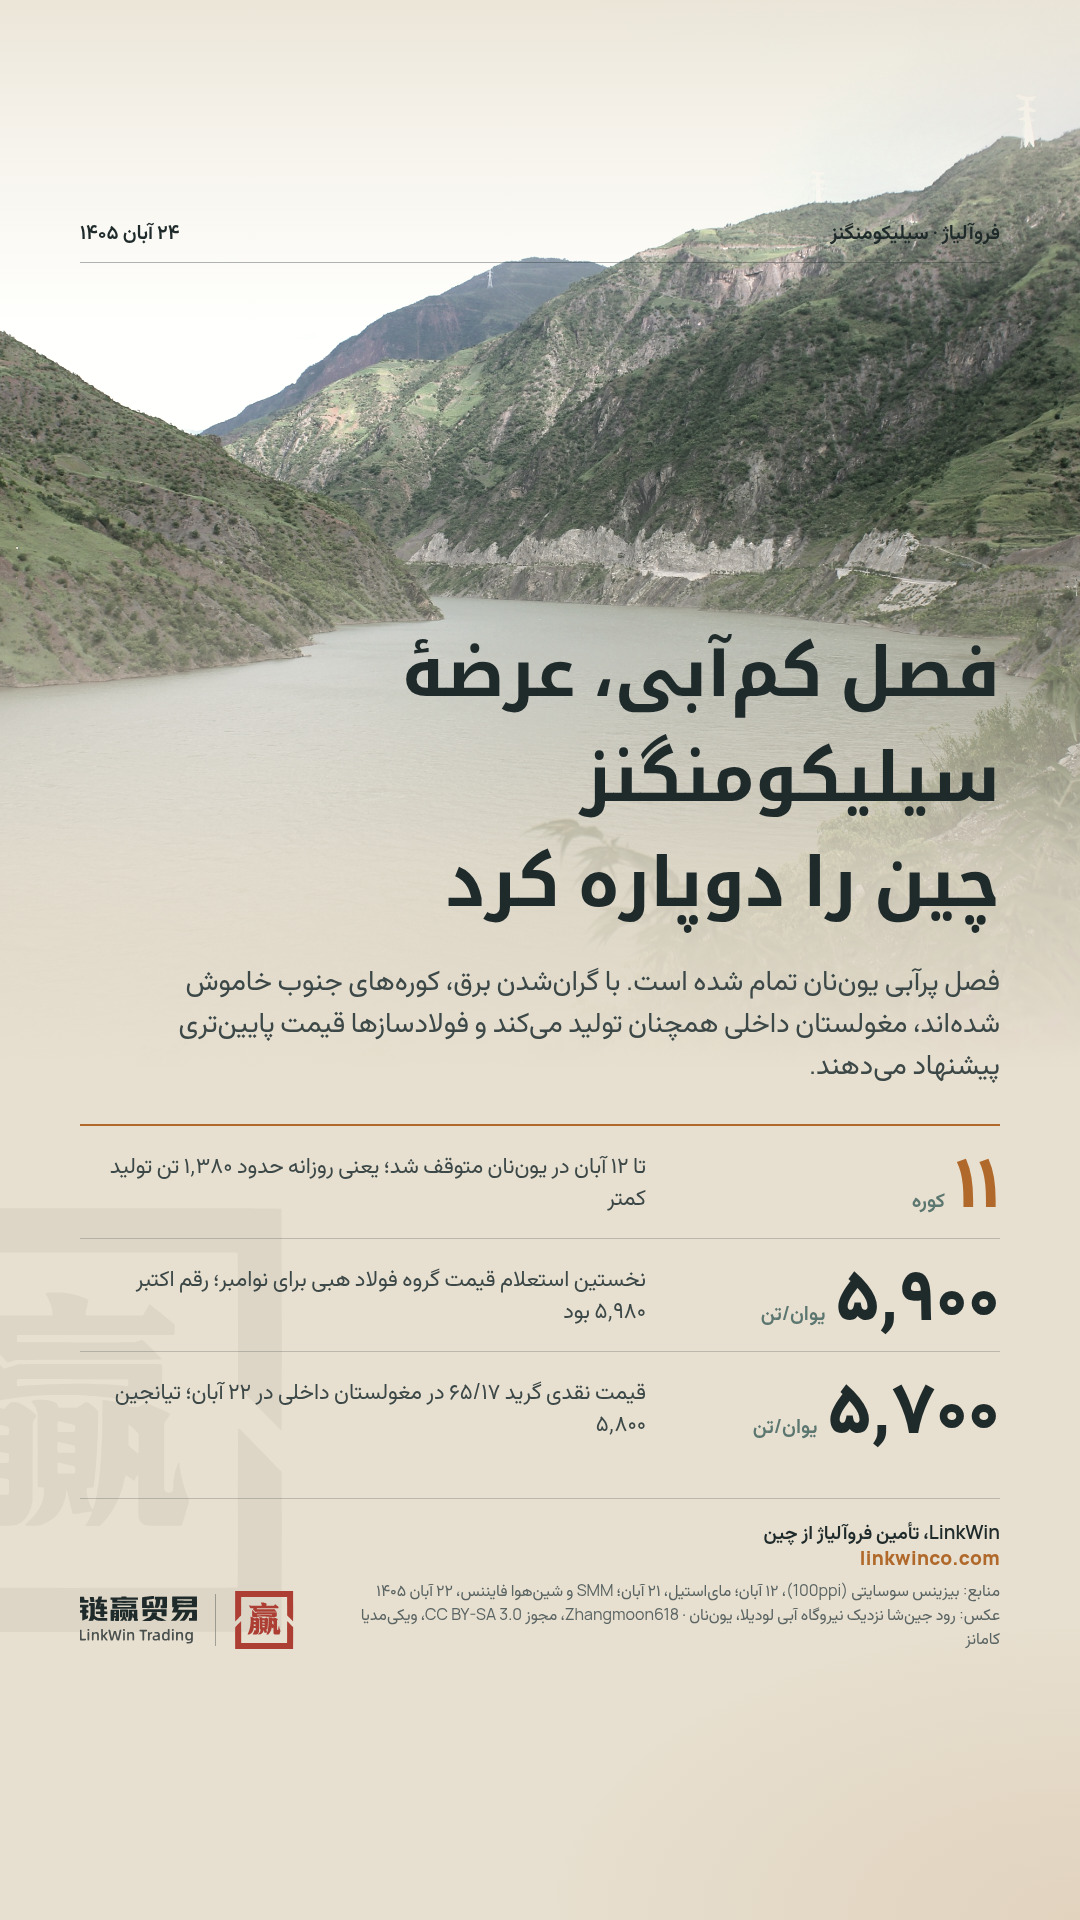 فروآلیاژ · سیلیکومنگنز
۲۴ آبان ۱۴۰۵
فصل کم‌آبی، عرضهٔ
سیلیکومنگنز
چین را دوپاره کرد
فصل پرآبی یون‌نان تمام شده است. با گران‌شدن برق، کوره‌های جنوب خاموش
شده‌اند، مغولستان داخلی همچنان تولید می‌کند و فولادسازها قیمت پایین‌تری
پیشنهاد می‌دهند.
۱۱ کوره
تا ۱۲ آبان در یون‌نان متوقف شد؛ یعنی روزانه حدود ۱,۳۸۰ تن تولید
کمتر
۵,۹۰۰ یوان/تن
نخستین استعلام قیمت گروه فولاد هبی برای نوامبر؛ رقم اکتبر
۵,۹۸۰ بود
۵,۷۰۰ یوان/تن
قیمت نقدی گرید ۶۵/۱۷ در مغولستان داخلی در ۲۲ آبان؛ تیانجین
۵,۸۰۰
LinkWin، تأمین فروآلیاژ از چین
linkwinco.com
منابع: بیزینس سوسایتی (100ppi)، ۱۲ آبان؛ مای‌استیل، ۲۱ آبان؛ SMM و شین‌هوا فایننس، ۲۲ آبان ۱۴۰۵
عکس: رود جین‌شا نزدیک نیروگاه آبی لودیلا، یون‌نان · Zhangmoon618، مجوز CC BY-SA 3.0، ویکی‌مدیا
کامانز
赢
链赢贸易
LinkWin Trading
赢